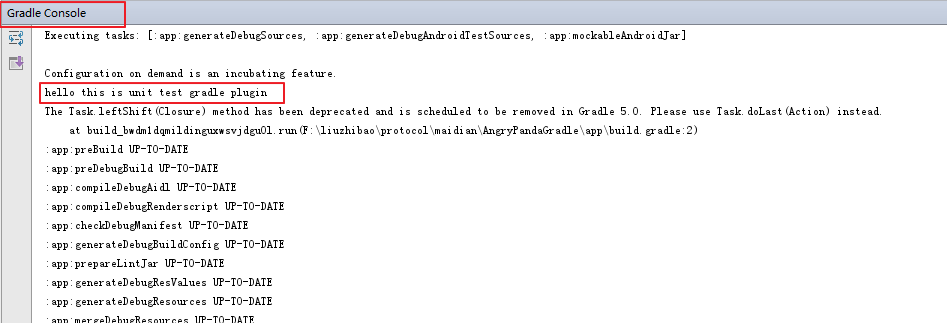 Gradle Console
Executing tasks: [:app:generateDebugSources, :app:generateDebugAndroidTestSources, :app:mockableAndroidJar]
Configuration on demand is an incubating feature.
hello this is unit test gradle plugin
The Task.leftShift(Closure) method has been deprecated and is scheduled to be removed in Gradle 5.0. Please use Task.doLast(Action) instead.
at build_bwdm1dqmildinguxwsvjdgu0l.run(F:\liuzhibao\protocol\maidian\AngryPandaGradle\app\build.gradle:2)
:app:preBuild UP-TO-DATE
:app:preDebugBuild UP-TO-DATE
:app:compileDebugAidl UP-TO-DATE
:app:compileDebugRenderscript UP-TO-DATE
:app:checkDebugManifest UP-TO-DATE
:app:generateDebugBuildConfig UP-TO-DATE
:app:prepareLintJar UP-TO-DATE
:app:generateDebugResValues UP-TO-DATE
:app:generateDebugResources UP-TO-DATE
:app:mergeDebugResources UP-TO-DATE